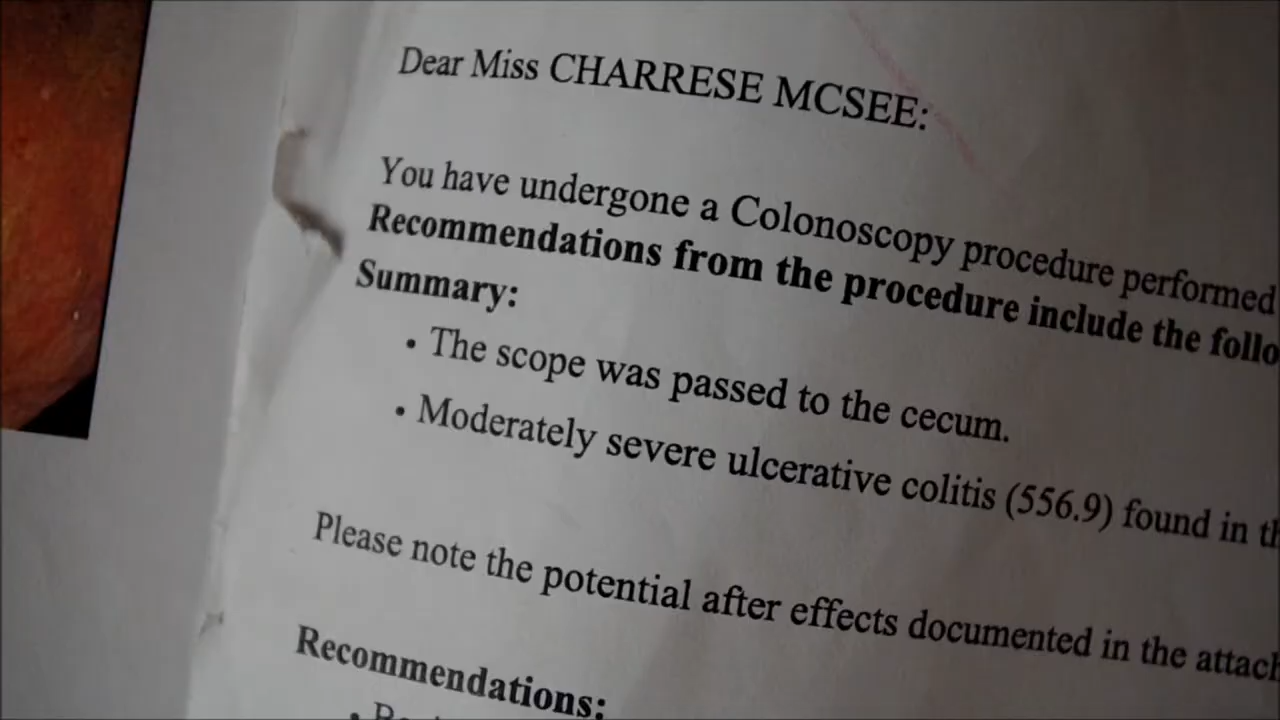 Dear Miss CHARRESE MCSEE:
You have undergone a Colonoscopy procedure performed
Recommendations from the procedure include the follo
Summary:
• The scope was passed to the cecum.
• Moderately severe ulcerative colitis (556.9) found in th
Please note the potential after effects documented in the attach
Recommendations: